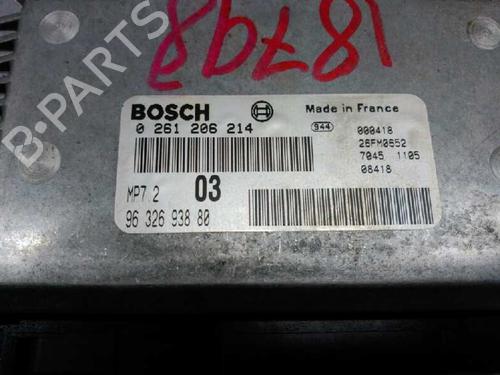 18798
B-PARTS
BOSCH
Made in France
0 261 206 214
944
000418
28FM0652
7045 1105
08418
MP7 2
03
96 326 938 80